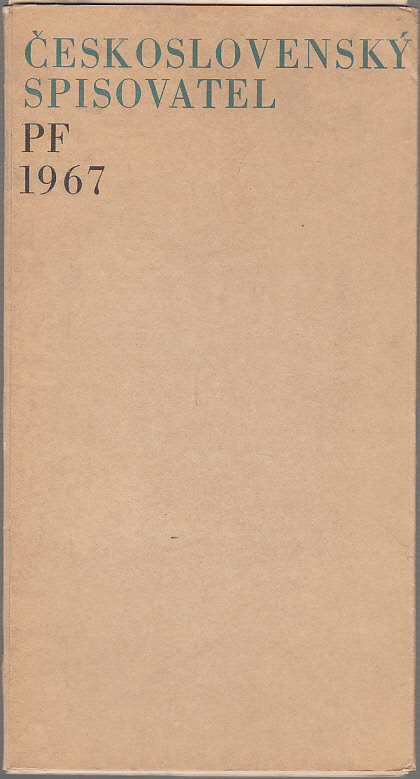 ČESKOSLOVENSKÝ
SPISOVATEL
PF
1967